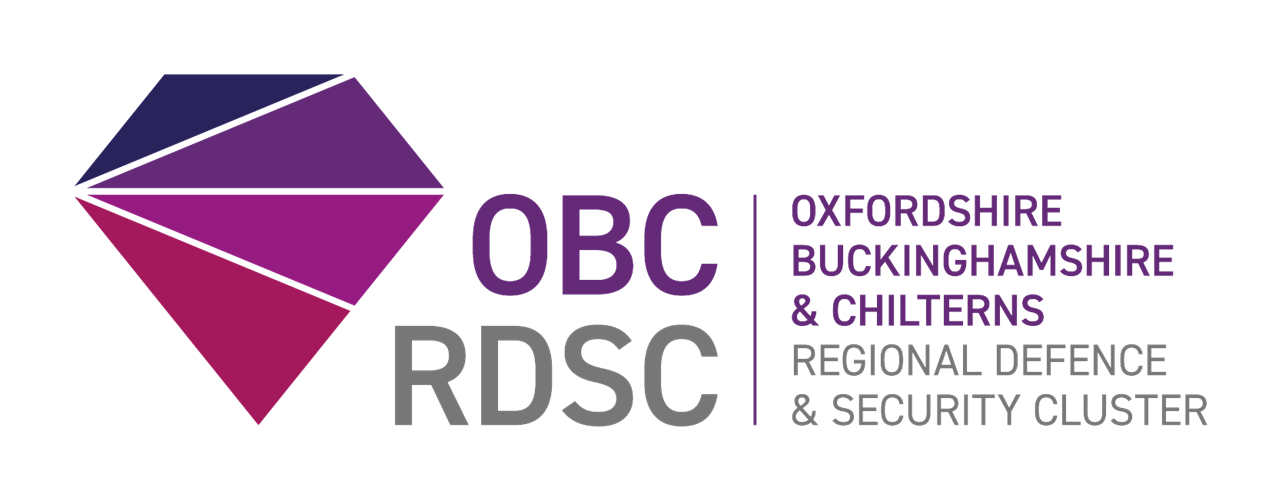 OBC
RDSC
OXFORDSHIRE
BUCKINGHAMSHIRE
& CHILTERNS
REGIONAL DEFENCE
& SECURITY CLUSTER